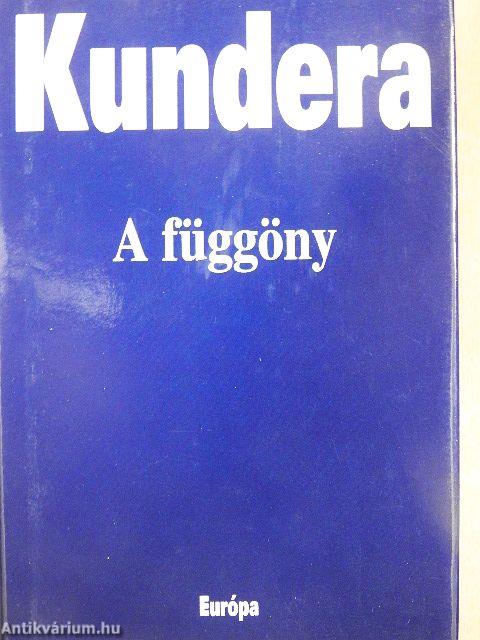 Kundera
A függöny
Európa
Antikvárium.hu